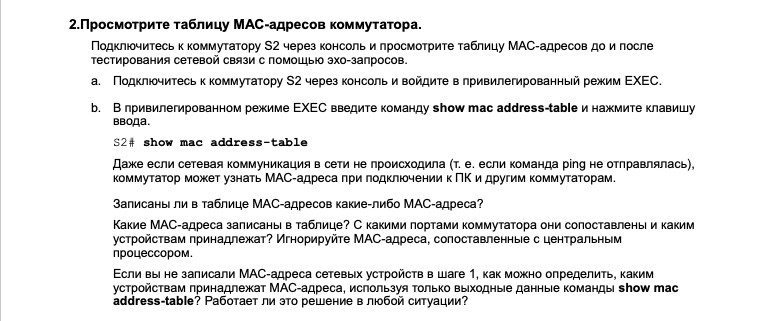 2.Просмотрите таблицу MAC-адресов коммутатора.
Подключитесь к коммутатору S2 через консоль и просмотрите таблицу MAC-адресов до и после
тестирования сетевой связи с помощью эхо-запросов.
a. Подключитесь к коммутатору S2 через консоль и войдите в привилегированный режим EXEC.
b. В привилегированном режиме EXEC введите команду show mac address-table и нажмите клавишу
ввода.
S2# show mac address-table
Даже если сетевая коммуникация в сети не происходила (т. е. если команда ping не отправлялась),
коммутатор может узнать MAC-адреса при подключении к ПК и другим коммутаторам.
Записаны ли в таблице MAC-адресов какие-либо MAC-адреса?
Какие MAC-адреса записаны в таблице? С какими портами коммутатора они сопоставлены и каким
устройствам принадлежат? Игнорируйте MAC-адреса, сопоставленные с центральным
процессором.
Если вы не записали MAC-адреса сетевых устройств в шаге 1, как можно определить, каким
устройствам принадлежат MAC-адреса, используя только выходные данные команды show mac
address-table? Работает ли это решение в любой ситуации?